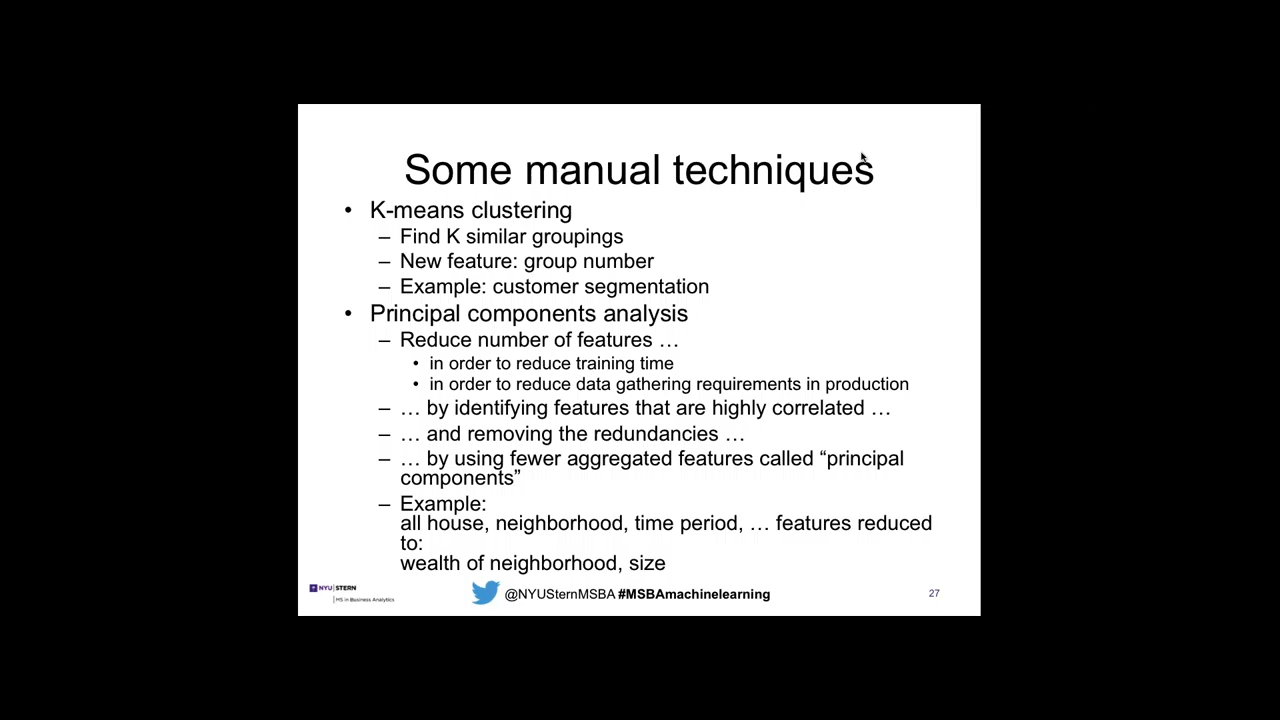 Some manual techniques
• K-means clustering
– Find K similar groupings
– New feature: group number
– Example: customer segmentation
• Principal components analysis
– Reduce number of features …
• in order to reduce training time
• in order to reduce data gathering requirements in production
– … by identifying features that are highly correlated …
– … and removing the redundancies …
– … by using fewer aggregated features called “principal
components”
– Example:
all house, neighborhood, time period, … features reduced
to:
wealth of neighborhood, size
NYU | STERN
| MS in Business Analytics
@NYUSternMSBA #MSBAmachinelearning
27